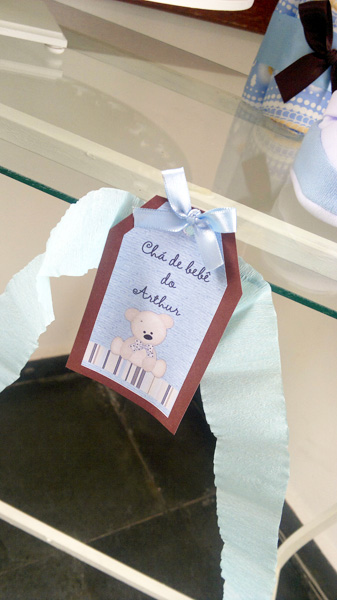 Chá de bebê
do
Arthur